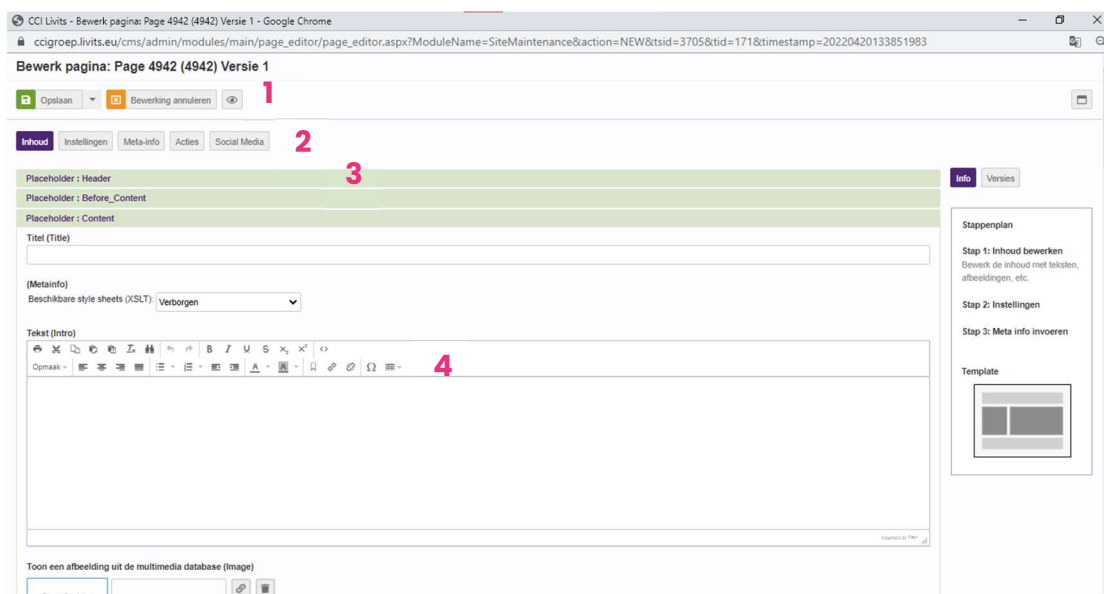 CCI Livits - Bewerk pagina: Page 4942 (4942) Versie 1 - Google Chrome
ccigroep.livits.eu/cms/admin/modules/main/page_editor/page_editor.aspx?ModuleName=SiteMaintenance&action=NEW&tsid=3705&tid=171&timestamp=20220420133851983
Bewerk pagina: Page 4942 (4942) Versie 1
Opslaan Bewerking annuleren 1
Inhoud Instellingen Meta-info Acties Social Media 2
3
Placeholder : Header
Placeholder : Before_Content
Placeholder : Content
Titel (Title)
(Metainfo)
Beschikbare style sheets (XSLT): Verborgen
Tekst (Intro)
B I U S x₂ x² <>
Opmaak A A Ω 4
POWERED BY TINY
Toon een afbeelding uit de multimedia database (Image)
Info Versies
Stappenplan
Stap 1: Inhoud bewerken
Bewerk de inhoud met teksten,
afbeeldingen, etc.
Stap 2: Instellingen
Stap 3: Meta info invoeren
Template